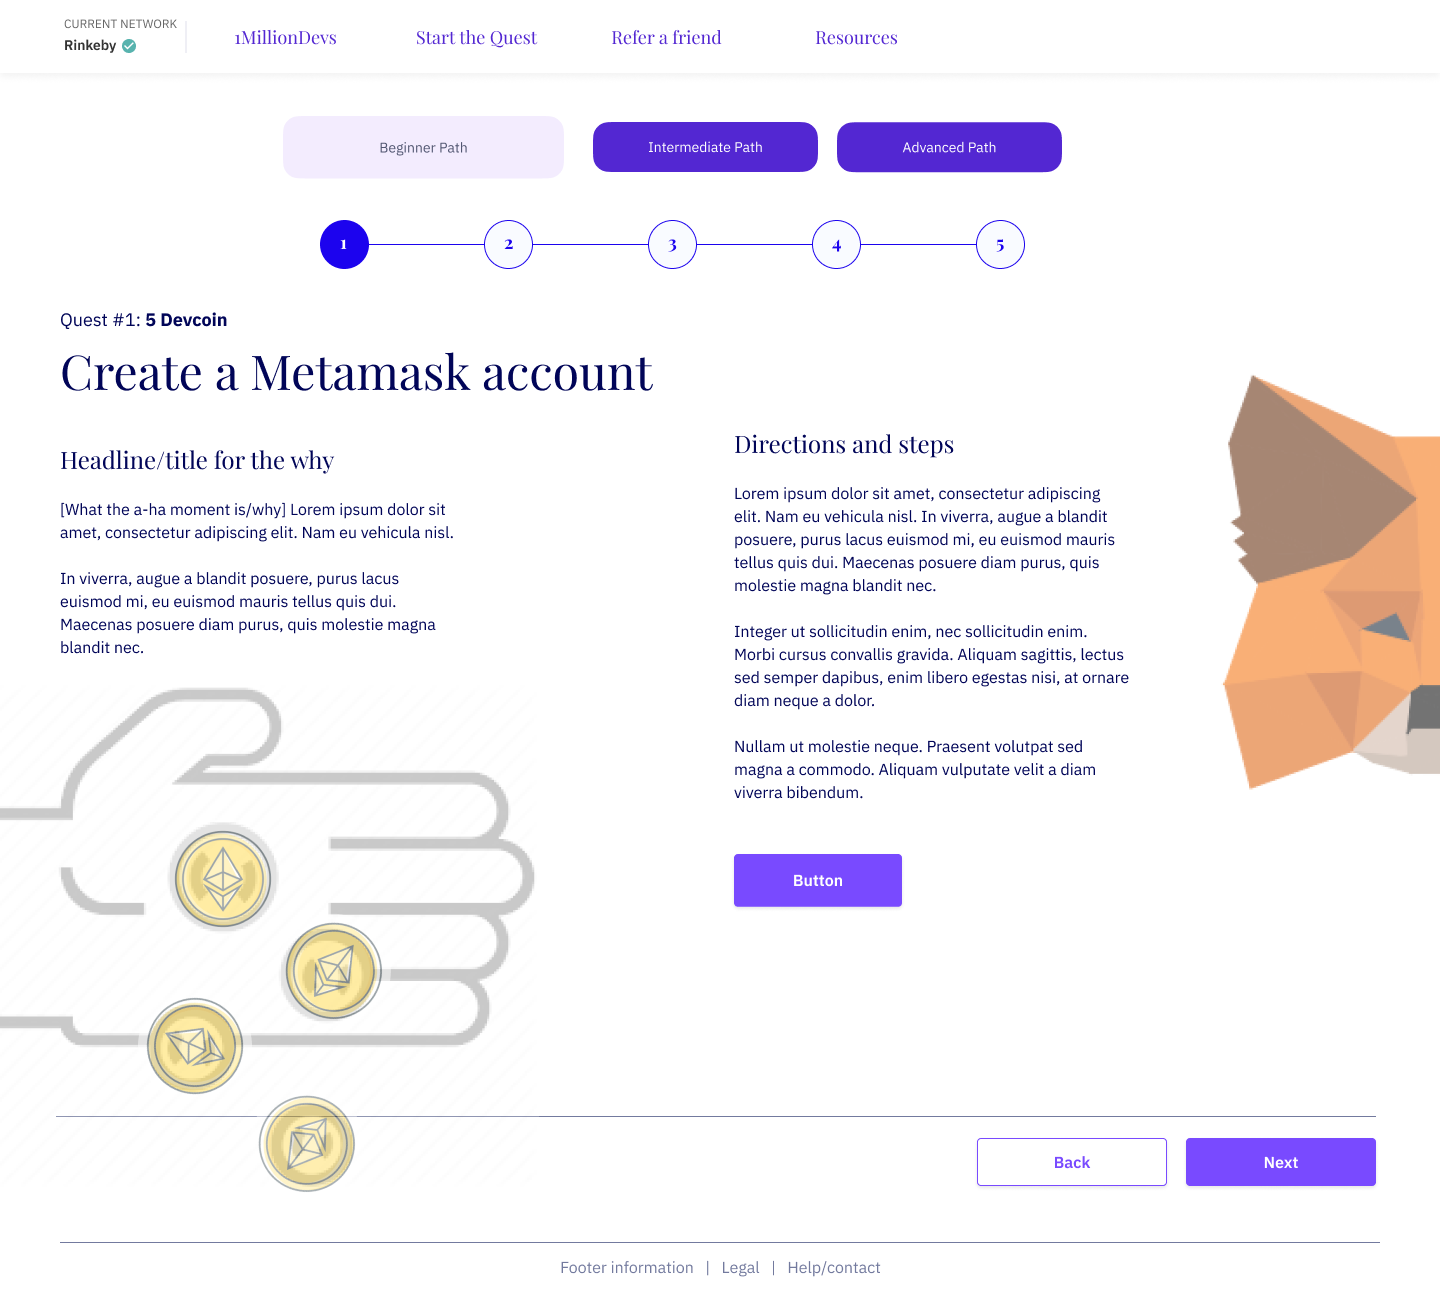 CURRENT NETWORK
Rinkeby
1MillionDevs
Start the Quest
Refer a friend
Resources
Beginner Path
Intermediate Path
Advanced Path
1
2
3
4
5
Quest #1: 5 Devcoin
Create a Metamask account
Headline/title for the why
[What the a-ha moment is/why] Lorem ipsum dolor sit
amet, consectetur adipiscing elit. Nam eu vehicula nisl.
In viverra, augue a blandit posuere, purus lacus
euismod mi, eu euismod mauris tellus quis dui.
Maecenas posuere diam purus, quis molestie magna
blandit nec.
Directions and steps
Lorem ipsum dolor sit amet, consectetur adipiscing
elit. Nam eu vehicula nisl. In viverra, augue a blandit
posuere, purus lacus euismod mi, eu euismod mauris
tellus quis dui. Maecenas posuere diam purus, quis
molestie magna blandit nec.
Integer ut sollicitudin enim, nec sollicitudin enim.
Morbi cursus convallis gravida. Aliquam sagittis, lectus
sed semper dapibus, enim libero egestas nisi, at ornare
diam neque a dolor.
Nullam ut molestie neque. Praesent volutpat sed
magna a commodo. Aliquam vulputate velit a diam
viverra bibendum.
Button
Back
Next
Footer information | Legal | Help/contact